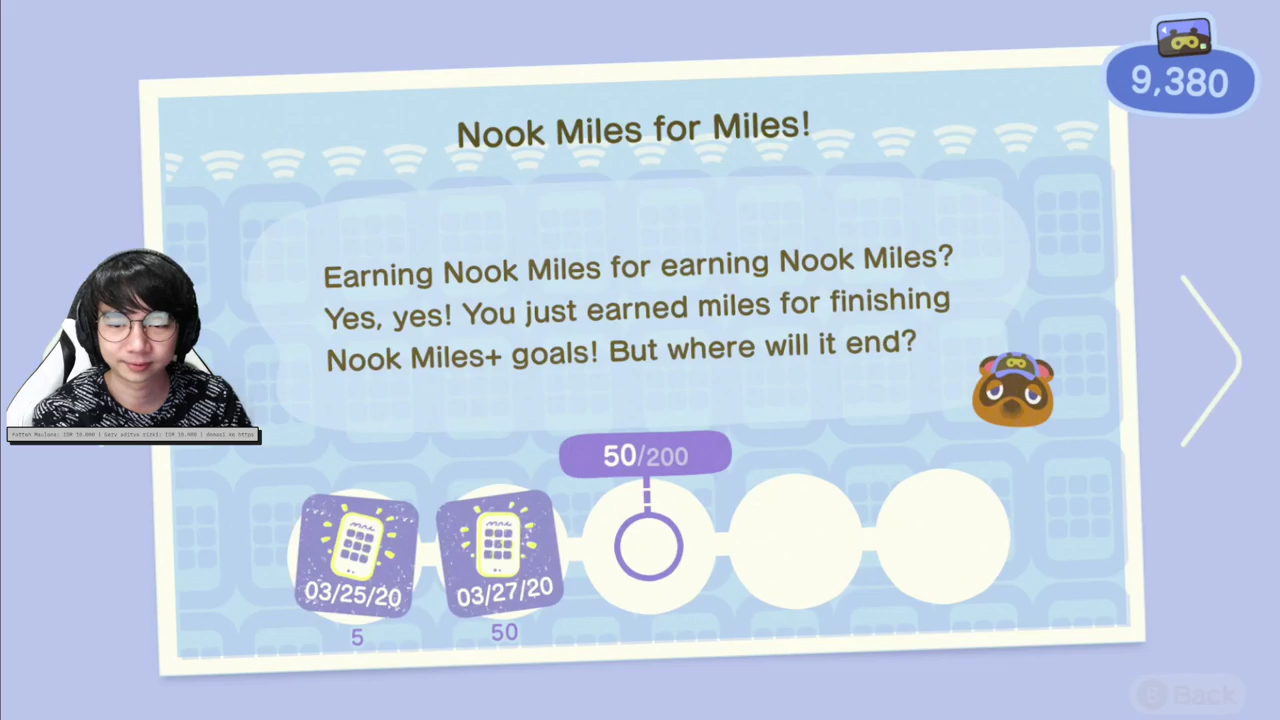 9,380
Nook Miles for Miles!
Earning Nook Miles for earning Nook Miles?
Yes, yes! You just earned miles for finishing
Nook Miles+ goals! But where will it end?
50/200
03/25/20
03/27/20
5
50
B Back